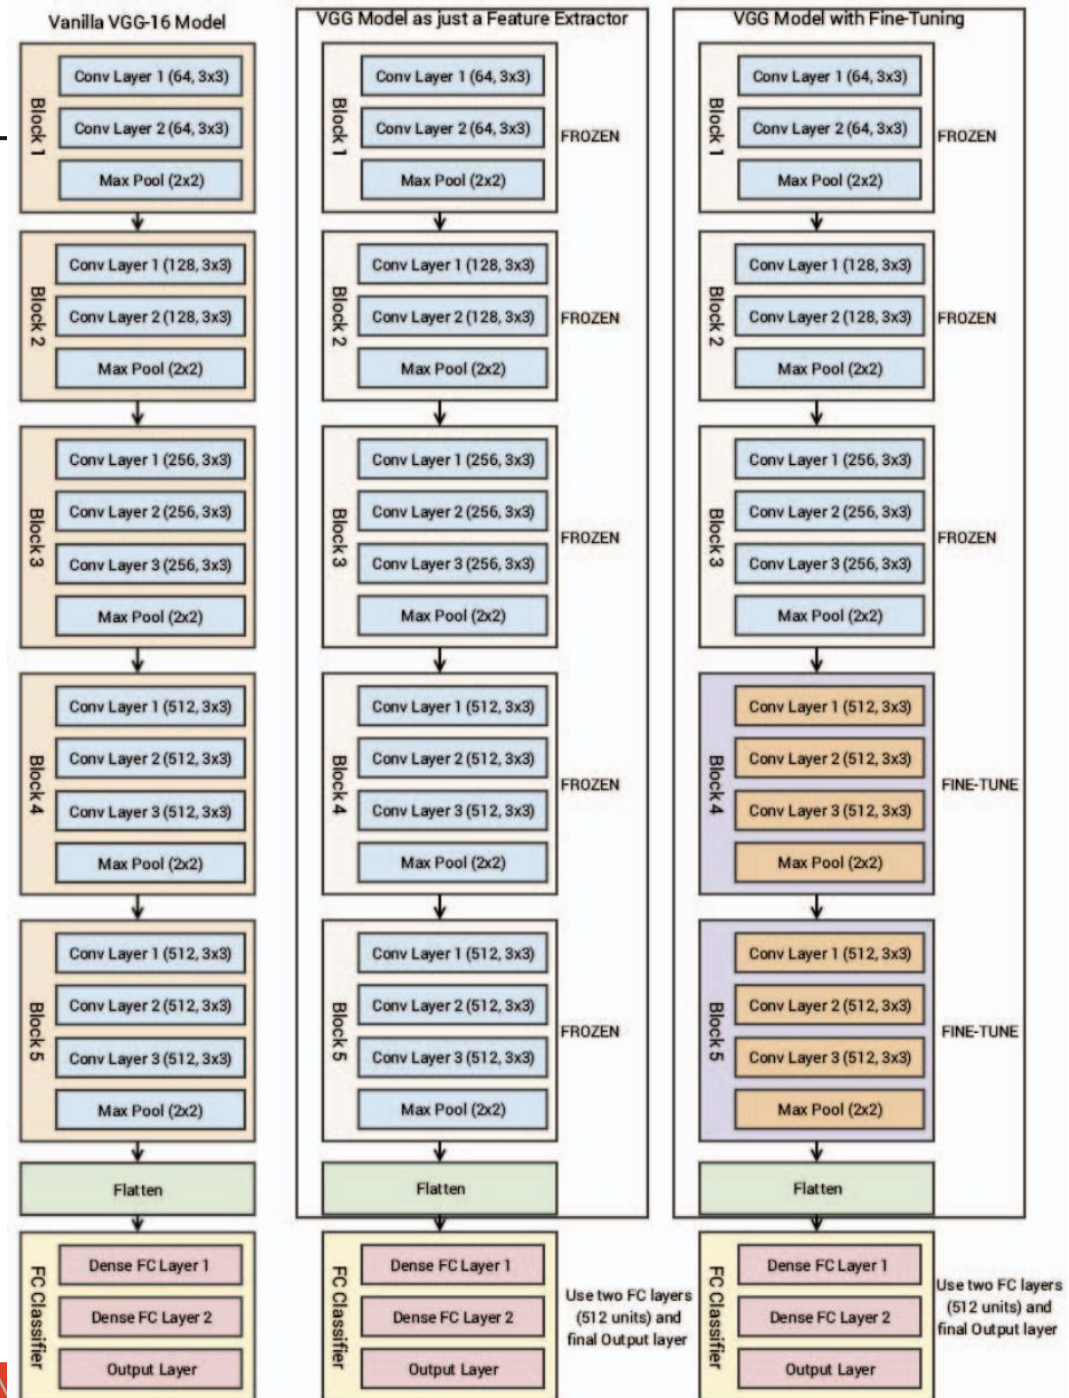 Vanilla VGG-16 Model
Block 1
Conv Layer 1 (64, 3x3)
Conv Layer 2 (64, 3x3)
Max Pool (2x2)
Block 2
Conv Layer 1 (128, 3x3)
Conv Layer 2 (128, 3x3)
Max Pool (2x2)
Block 3
Conv Layer 1 (256, 3x3)
Conv Layer 2 (256, 3x3)
Conv Layer 3 (256, 3x3)
Max Pool (2x2)
Block 4
Conv Layer 1 (512, 3x3)
Conv Layer 2 (512, 3x3)
Conv Layer 3 (512, 3x3)
Max Pool (2x2)
Block 5
Conv Layer 1 (512, 3x3)
Conv Layer 2 (512, 3x3)
Conv Layer 3 (512, 3x3)
Max Pool (2x2)
Flatten
FC Classifier
Dense FC Layer 1
Dense FC Layer 2
Output Layer
VGG Model as just a Feature Extractor
Block 1
Conv Layer 1 (64, 3x3)
Conv Layer 2 (64, 3x3)
Max Pool (2x2)
FROZEN
Block 2
Conv Layer 1 (128, 3x3)
Conv Layer 2 (128, 3x3)
Max Pool (2x2)
FROZEN
Block 3
Conv Layer 1 (256, 3x3)
Conv Layer 2 (256, 3x3)
Conv Layer 3 (256, 3x3)
Max Pool (2x2)
FROZEN
Block 4
Conv Layer 1 (512, 3x3)
Conv Layer 2 (512, 3x3)
Conv Layer 3 (512, 3x3)
Max Pool (2x2)
FROZEN
Block 5
Conv Layer 1 (512, 3x3)
Conv Layer 2 (512, 3x3)
Conv Layer 3 (512, 3x3)
Max Pool (2x2)
FROZEN
Flatten
FC Classifier
Dense FC Layer 1
Dense FC Layer 2
Output Layer
Use two FC layers
(512 units) and
final Output layer
VGG Model with Fine-Tuning
Block 1
Conv Layer 1 (64, 3x3)
Conv Layer 2 (64, 3x3)
Max Pool (2x2)
FROZEN
Block 2
Conv Layer 1 (128, 3x3)
Conv Layer 2 (128, 3x3)
Max Pool (2x2)
FROZEN
Block 3
Conv Layer 1 (256, 3x3)
Conv Layer 2 (256, 3x3)
Conv Layer 3 (256, 3x3)
Max Pool (2x2)
FROZEN
Block 4
Conv Layer 1 (512, 3x3)
Conv Layer 2 (512, 3x3)
Conv Layer 3 (512, 3x3)
Max Pool (2x2)
FINE-TUNE
Block 5
Conv Layer 1 (512, 3x3)
Conv Layer 2 (512, 3x3)
Conv Layer 3 (512, 3x3)
Max Pool (2x2)
FINE-TUNE
Flatten
FC Classifier
Dense FC Layer 1
Dense FC Layer 2
Output Layer
Use two FC layers
(512 units) and
final Output layer